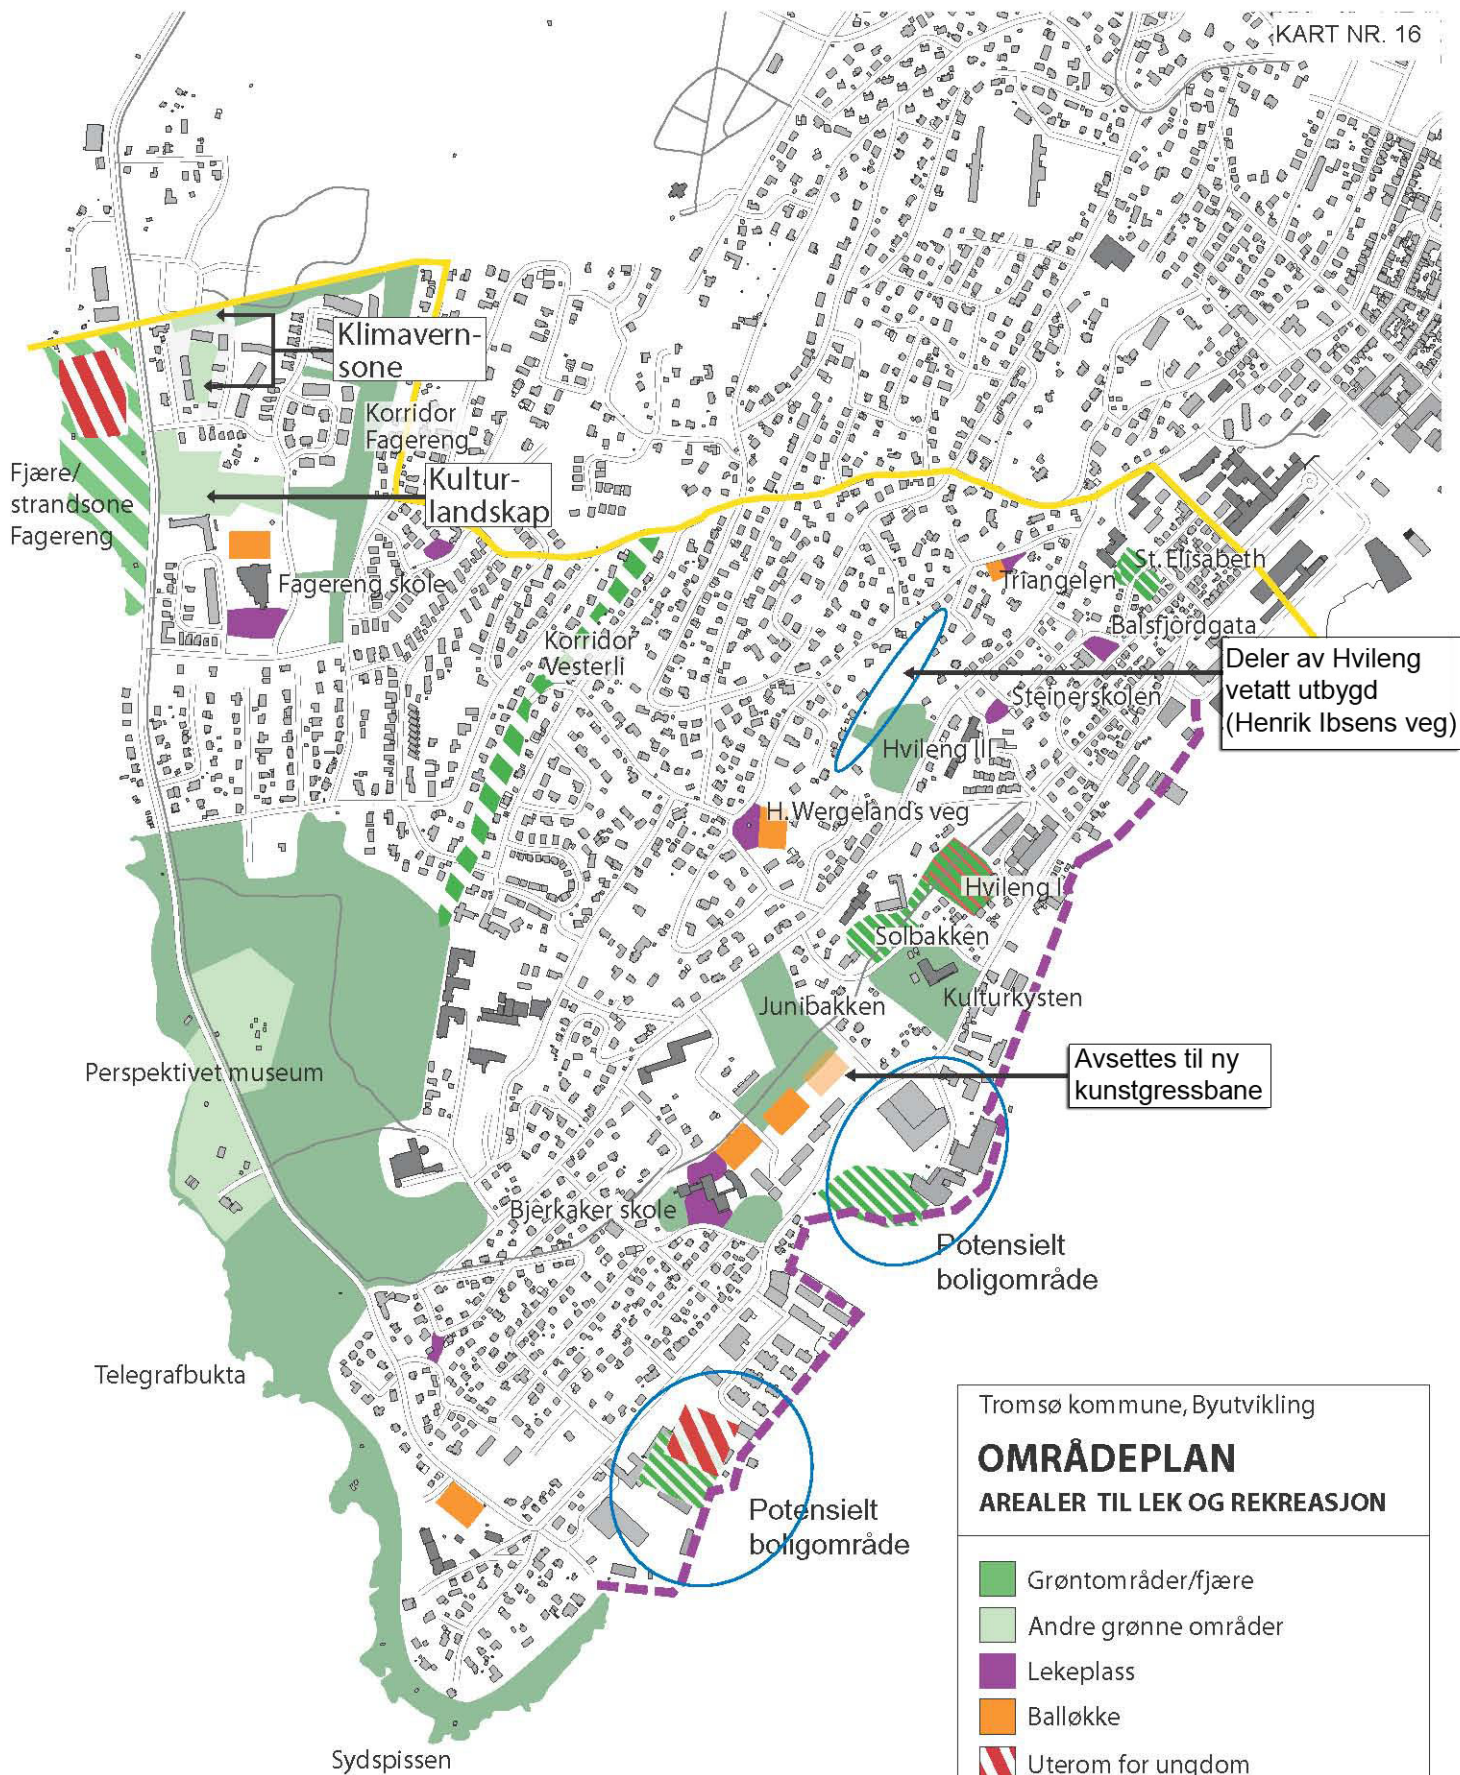 KART NR. 16
Klimavern-
sone
Korridor
Fagereng
Kultur-
landskap
Fjære/
strandsone
Fagereng
Fagereng skole
Triangelen
St. Elisabeth
Balsfjordgata
Korridor
Vesterli
Deler av Hvileng
vetatt utbygd
(Henrik Ibsens veg)
Steinerskolen
Hvileng III
H. Wergelands veg
Hvileng I
Solbakken
Junibakken
Kulturkysten
Perspektivet museum
Avsettes til ny
kunstgressbane
Bjerkaker skole
Potensielt
boligområde
Telegrafbukta
Potensielt
boligområde
Sydspissen
Tromsø kommune, Byutvikling
OMRÅDEPLAN
AREALER TIL LEK OG REKREASJON
Grøntområder/fjære
Andre grønne områder
Lekeplass
Balløkke
Uterom for ungdom